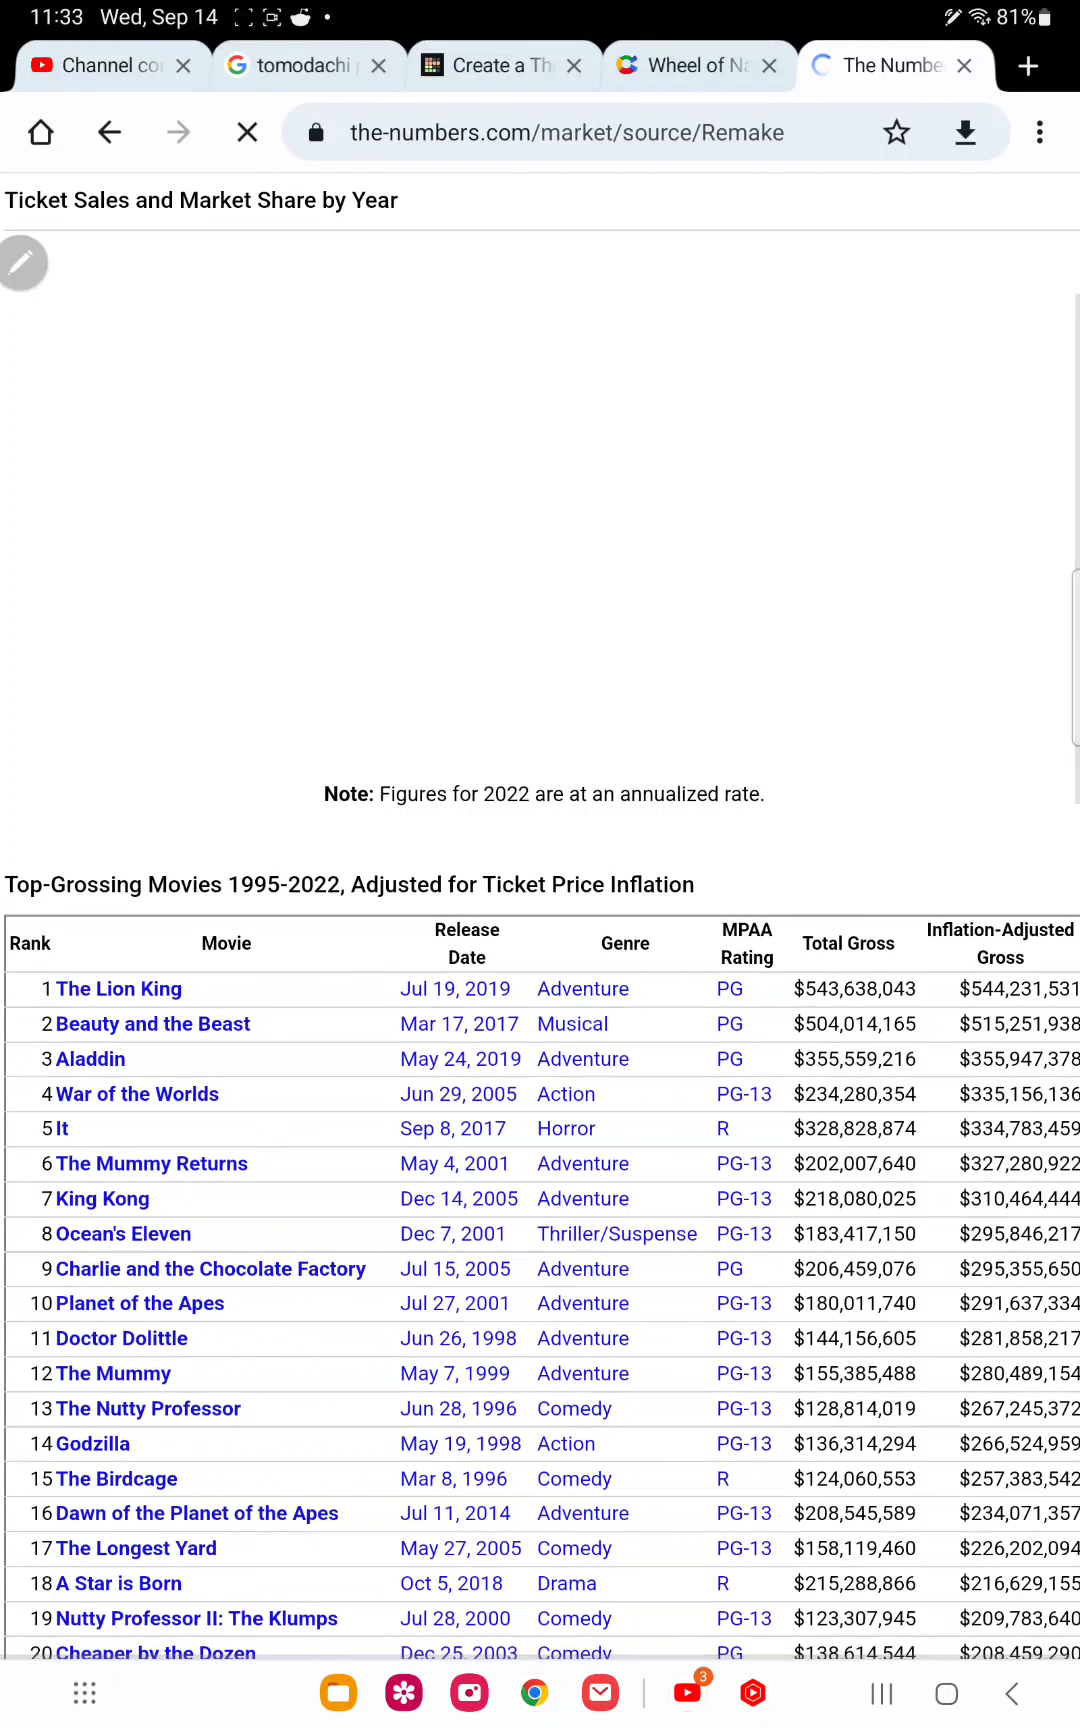 11:33 Wed, Sep 14 81%
Channel co tomodachi Create a Th Wheel of Na The Numbe
the-numbers.com/market/source/Remake
Ticket Sales and Market Share by Year
Note: Figures for 2022 are at an annualized rate.
Top-Grossing Movies 1995-2022, Adjusted for Ticket Price Inflation
Rank Movie Release Date Genre MPAA Rating Total Gross Inflation-Adjusted Gross
1 The Lion King Jul 19, 2019 Adventure PG $543,638,043 $544,231,531
2 Beauty and the Beast Mar 17, 2017 Musical PG $504,014,165 $515,251,938
3 Aladdin May 24, 2019 Adventure PG $355,559,216 $355,947,378
4 War of the Worlds Jun 29, 2005 Action PG-13 $234,280,354 $335,156,136
5 It Sep 8, 2017 Horror R $328,828,874 $334,783,459
6 The Mummy Returns May 4, 2001 Adventure PG-13 $202,007,640 $327,280,922
7 King Kong Dec 14, 2005 Adventure PG-13 $218,080,025 $310,464,444
8 Ocean's Eleven Dec 7, 2001 Thriller/Suspense PG-13 $183,417,150 $295,846,217
9 Charlie and the Chocolate Factory Jul 15, 2005 Adventure PG $206,459,076 $295,355,650
10 Planet of the Apes Jul 27, 2001 Adventure PG-13 $180,011,740 $291,637,334
11 Doctor Dolittle Jun 26, 1998 Adventure PG-13 $144,156,605 $281,858,217
12 The Mummy May 7, 1999 Adventure PG-13 $155,385,488 $280,489,154
13 The Nutty Professor Jun 28, 1996 Comedy PG-13 $128,814,019 $267,245,372
14 Godzilla May 19, 1998 Action PG-13 $136,314,294 $266,524,959
15 The Birdcage Mar 8, 1996 Comedy R $124,060,553 $257,383,542
16 Dawn of the Planet of the Apes Jul 11, 2014 Adventure PG-13 $208,545,589 $234,071,357
17 The Longest Yard May 27, 2005 Comedy PG-13 $158,119,460 $226,202,094
18 A Star is Born Oct 5, 2018 Drama R $215,288,866 $216,629,155
19 Nutty Professor II: The Klumps Jul 28, 2000 Comedy PG-13 $123,307,945 $209,783,640
20 Cheaper by the Dozen Dec 25, 2003 Comedy PG $138,614,544 $208,459,290
3